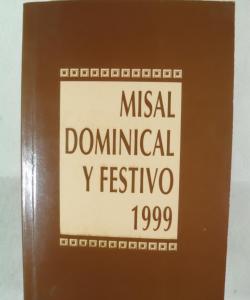 MISAL
DOMINICAL
Y FESTIVO
1999